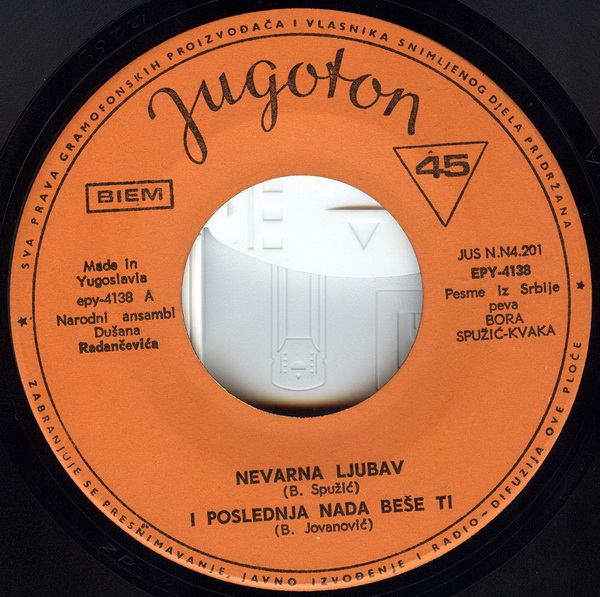 SVA PRAVA GRAMOFONSKIH PROIZVOĐAČA I VLASNIKA SNIMLJENOG DJELA PRIDRŽANA
Jugoton
45
BIEM
Made in
Yugoslavia
epy-4138 A
Narodni ansambl
Dušana
Radančevića
JUS N.N4.201
EPY-4138
Pesme iz Srbije
peva
BORA
SPUŽIĆ-KVAKA
NEVARNA LJUBAV
(B. Spužić)
I POSLEDNJA NADA BEŠE TI
(B. Jovanović)
ZABRANJUJE SE PRESNIMAVANJE, JAVNO IZVOĐENJE I RADIO-DIFUZIJA OVE PLOČE